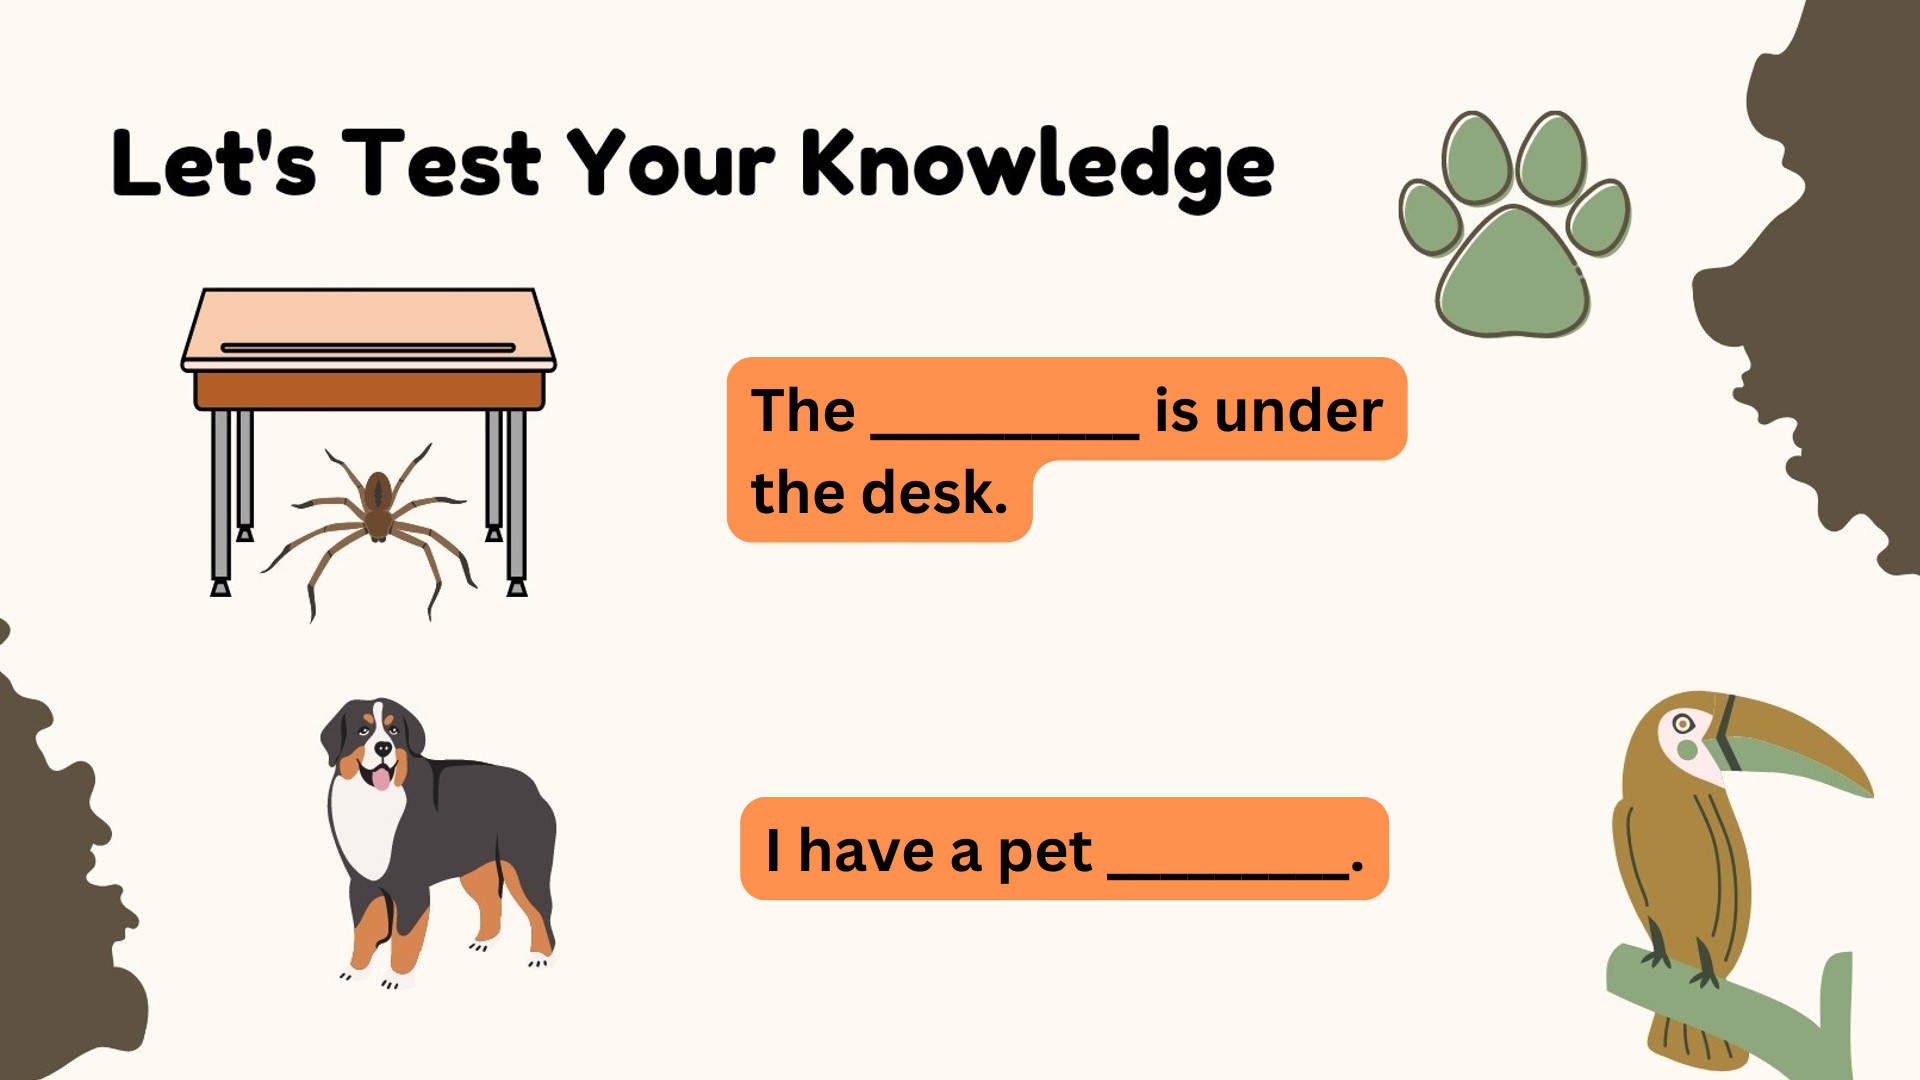 Let's Test Your Knowledge
The __________ is under
the desk.
I have a pet _________.